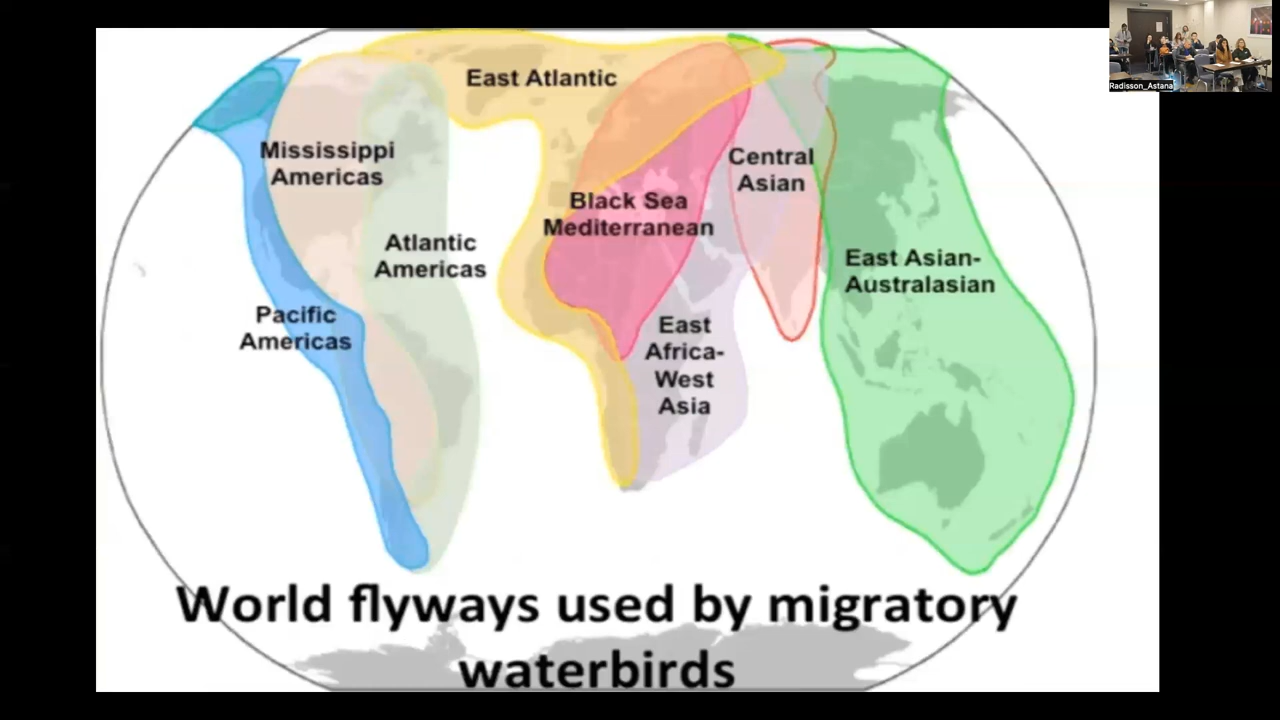 Radisson_Astana
East Atlantic
Mississippi
Americas
Central
Asian
Black Sea
Mediterranean
Atlantic
Americas
East Asian-
Australasian
Pacific
Americas
East
Africa-
West
Asia
World flyways used by migratory
waterbirds